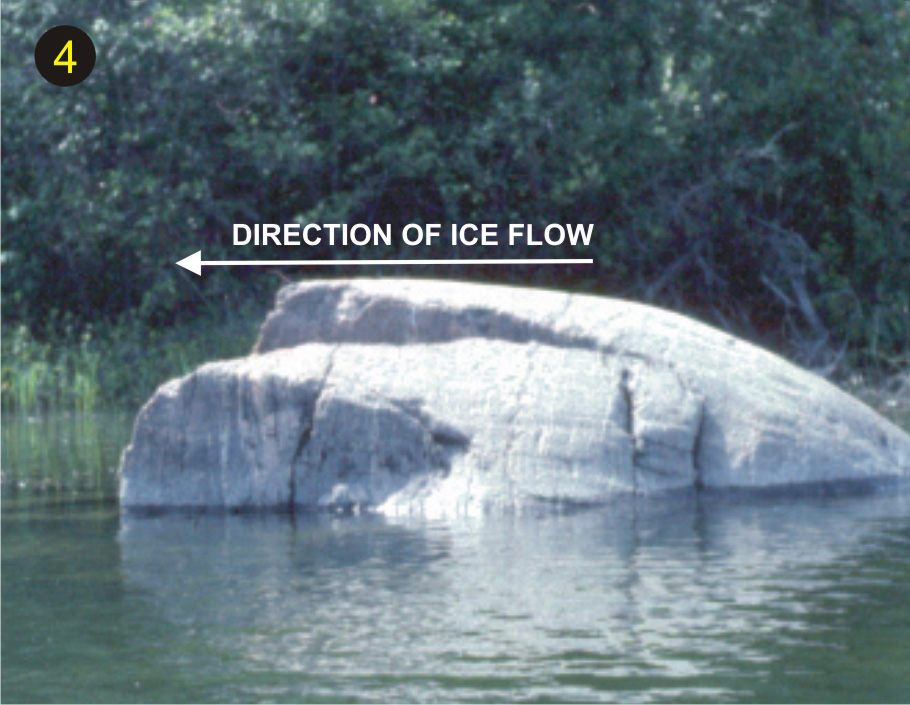 4
DIRECTION OF ICE FLOW